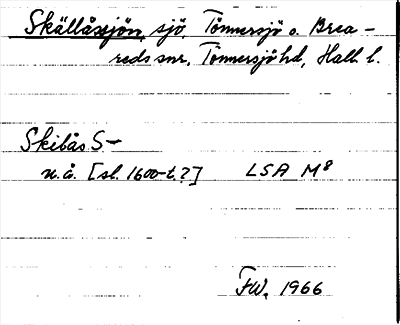 Skällåssjön, sjö, Tönnersjö o. Brea-
reds snr, Tönnersjö hd, Hall. l.
Skibås S-
u.å. [sl. 1600-t.?] LSA M8
FW. 1966